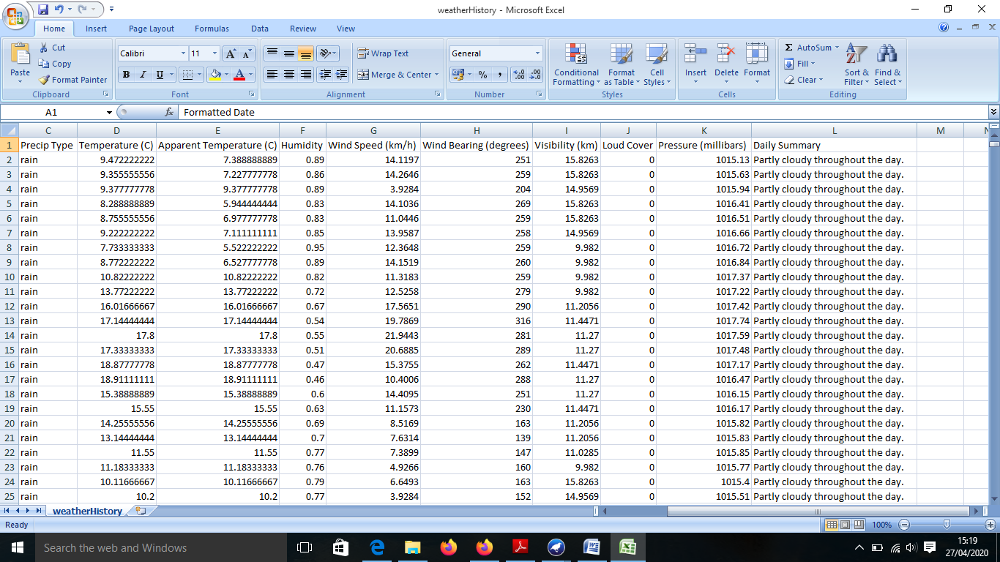 weatherHistory - Microsoft Excel
Home Insert Page Layout Formulas Data Review View
Paste Cut Calibri 11 Wrap Text General Conditional Formatting Format as Table Cell Styles Insert Delete Format AutoSum Sort & Filter Find & Select
Copy Fill
Format Painter B I U A Merge & Center % , Clear
Clipboard Font Alignment Number Styles Cells Editing
A1 fx Formatted Date
C D E F G H I J K L M N
1 Precip Type Temperature (C) Apparent Temperature (C) Humidity Wind Speed (km/h) Wind Bearing (degrees) Visibility (km) Loud Cover Pressure (millibars) Daily Summary
2 rain 9.472222222 7.388888889 0.89 14.1197 251 15.8263 0 1015.13 Partly cloudy throughout the day.
3 rain 9.355555556 7.227777778 0.86 14.2646 259 15.8263 0 1015.63 Partly cloudy throughout the day.
4 rain 9.377777778 9.377777778 0.89 3.9284 204 14.9569 0 1015.94 Partly cloudy throughout the day.
5 rain 8.288888889 5.944444444 0.83 14.1036 269 15.8263 0 1016.41 Partly cloudy throughout the day.
6 rain 8.755555556 6.977777778 0.83 11.0446 259 15.8263 0 1016.51 Partly cloudy throughout the day.
7 rain 9.222222222 7.111111111 0.85 13.9587 258 14.9569 0 1016.66 Partly cloudy throughout the day.
8 rain 7.733333333 5.522222222 0.95 12.3648 259 9.982 0 1016.72 Partly cloudy throughout the day.
9 rain 8.772222222 6.527777778 0.89 14.1519 260 9.982 0 1016.84 Partly cloudy throughout the day.
10 rain 10.82222222 10.82222222 0.82 11.3183 259 9.982 0 1017.37 Partly cloudy throughout the day.
11 rain 13.77222222 13.77222222 0.72 12.5258 279 9.982 0 1017.22 Partly cloudy throughout the day.
12 rain 16.01666667 16.01666667 0.67 17.5651 290 11.2056 0 1017.42 Partly cloudy throughout the day.
13 rain 17.14444444 17.14444444 0.54 19.7869 316 11.4471 0 1017.74 Partly cloudy throughout the day.
14 rain 17.8 17.8 0.55 21.9443 281 11.27 0 1017.59 Partly cloudy throughout the day.
15 rain 17.33333333 17.33333333 0.51 20.6885 289 11.27 0 1017.48 Partly cloudy throughout the day.
16 rain 18.87777778 18.87777778 0.47 15.3755 262 11.4471 0 1017.17 Partly cloudy throughout the day.
17 rain 18.91111111 18.91111111 0.46 10.4006 288 11.27 0 1016.47 Partly cloudy throughout the day.
18 rain 15.38888889 15.38888889 0.6 14.4095 251 11.27 0 1016.15 Partly cloudy throughout the day.
19 rain 15.55 15.55 0.63 11.1573 230 11.4471 0 1016.17 Partly cloudy throughout the day.
20 rain 14.25555556 14.25555556 0.69 8.5169 163 11.2056 0 1015.82 Partly cloudy throughout the day.
21 rain 13.14444444 13.14444444 0.7 7.6314 139 11.2056 0 1015.83 Partly cloudy throughout the day.
22 rain 11.55 11.55 0.77 7.3899 147 11.0285 0 1015.85 Partly cloudy throughout the day.
23 rain 11.18333333 11.18333333 0.76 4.9266 160 9.982 0 1015.77 Partly cloudy throughout the day.
24 rain 10.11666667 10.11666667 0.79 6.6493 163 15.8263 0 1015.4 Partly cloudy throughout the day.
25 rain 10.2 10.2 0.77 3.9284 152 14.9569 0 1015.51 Partly cloudy throughout the day.
weatherHistory
Ready 100%
Search the web and Windows
15:19
27/04/2020